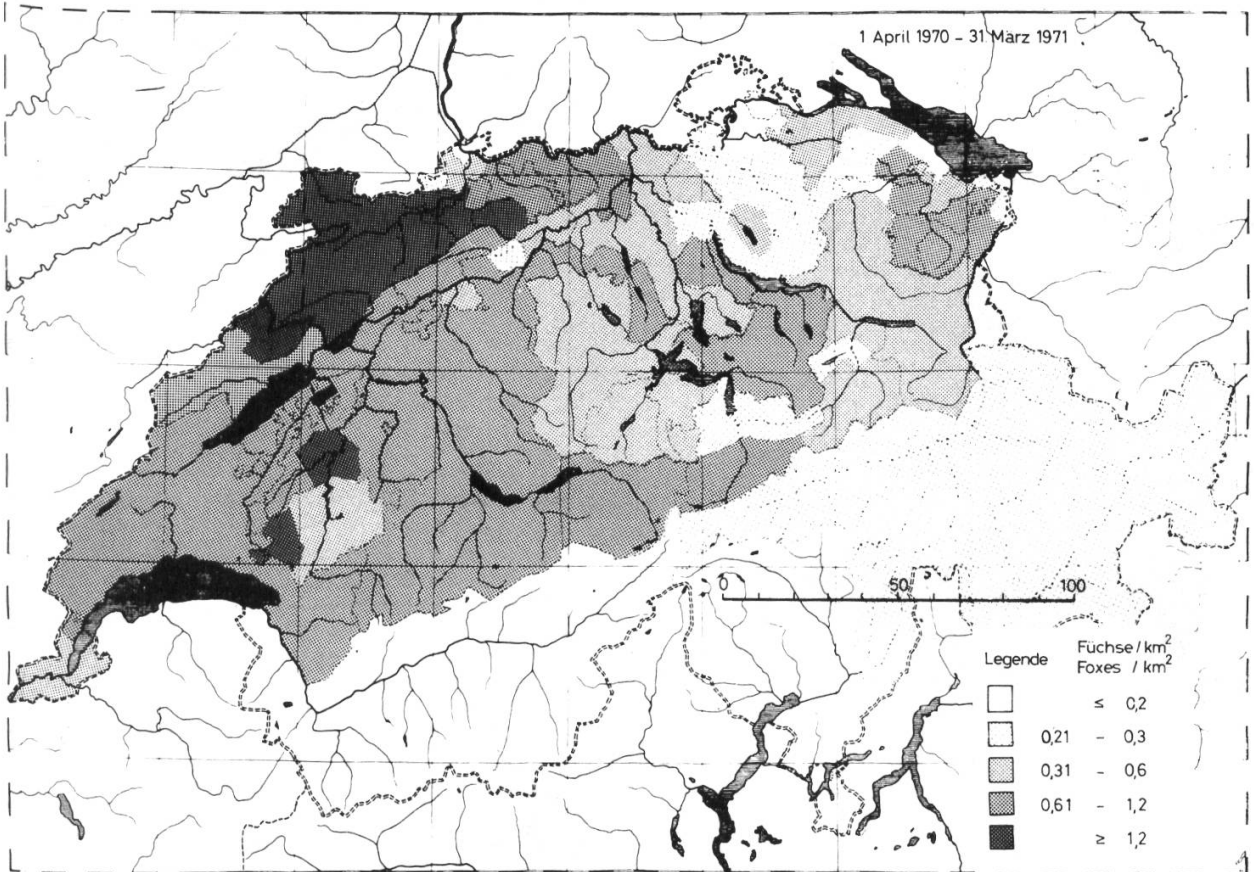 1 April 1970 – 31 März 1971
0 50 100
Legende Füchse/km²
Foxes / km²
≤ 0,2
0,21 – 0,3
0,31 – 0,6
0,61 – 1,2
≥ 1,2